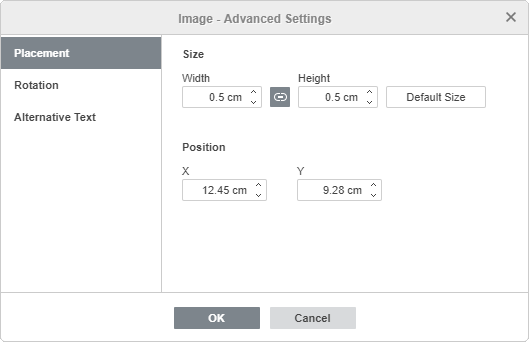 Image - Advanced Settings
Placement
Rotation
Alternative Text
Size
Width Height
0.5 cm 0.5 cm Default Size
Position
X Y
12.45 cm 9.28 cm
OK Cancel